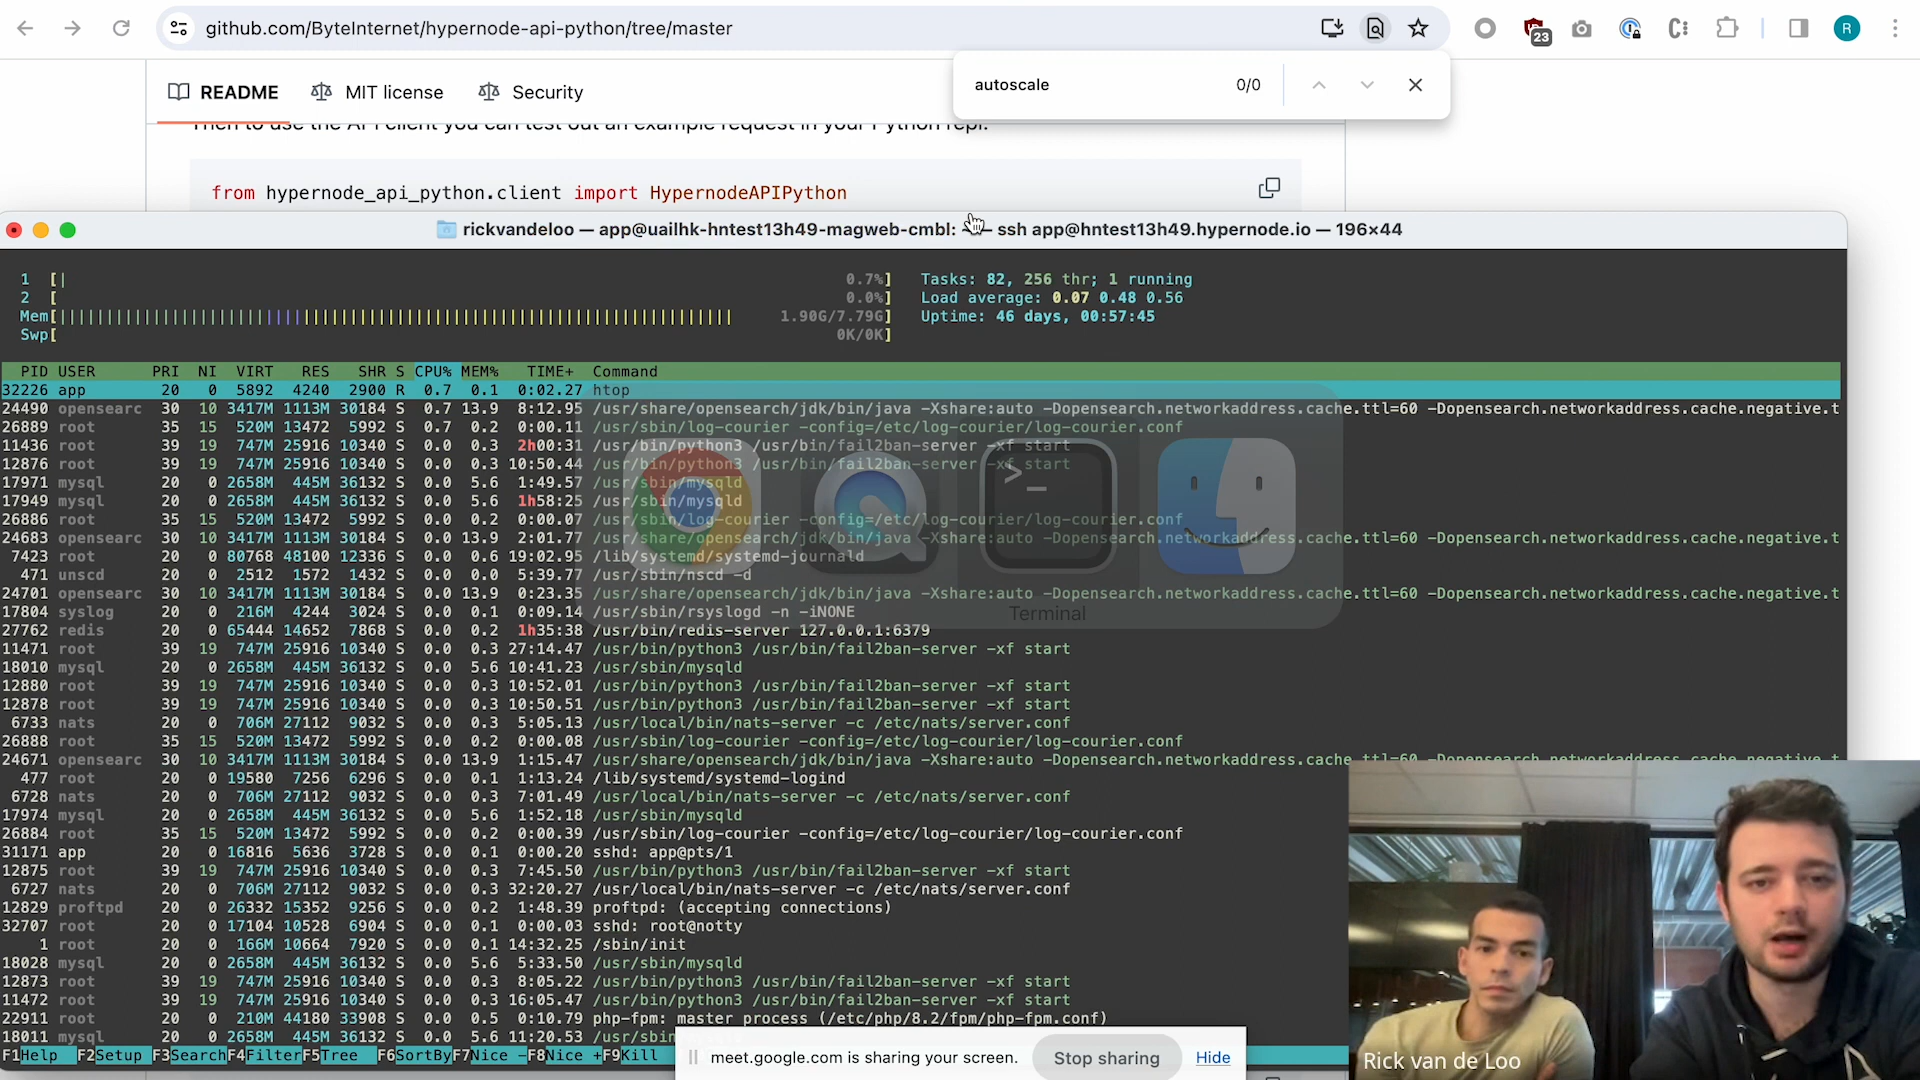 github.com/ByteInternet/hypernode-api-python/tree/master
23
R
autoscale 0/0
README MIT license Security
Then to use the API client you can test out an example request in your Python repl.
from hypernode_api_python.client import HypernodeAPIPython
rickvandeloo — app@uailhk-hntest13h49-magweb-cmbl: ~ — ssh app@hntest13h49.hypernode.io — 196×44
1 [| 0.7%] Tasks: 82, 256 thr; 1 running
2 [ 0.0%] Load average: 0.07 0.48 0.56
Mem[ 1.90G/7.79G] Uptime: 46 days, 00:57:45
Swp[ 0K/0K]
PID USER PRI NI VIRT RES SHR S CPU% MEM% TIME+ Command
32226 app 20 0 5892 4240 2900 R 0.7 0.1 0:02.27 htop
24490 opensearc 30 10 3417M 1113M 30184 S 0.7 13.9 8:12.95 /usr/share/opensearch/jdk/bin/java -Xshare:auto -Dopensearch.networkaddress.cache.ttl=60 -Dopensearch.networkaddress.cache.negative.t
26889 root 35 15 520M 13472 5992 S 0.7 0.2 0:00.11 /usr/sbin/log-courier -config=/etc/log-courier/log-courier.conf
11436 root 39 19 747M 25916 10340 S 0.0 0.3 2h00:31 /usr/bin/python3 /usr/bin/fail2ban-server -xf start
12876 root 39 19 747M 25916 10340 S 0.0 0.3 10:50.44 /usr/bin/python3 /usr/bin/fail2ban-server -xf start
17971 mysql 20 0 2658M 445M 36132 S 0.0 5.6 1:49.57 /usr/sbin/mysqld
17949 mysql 20 0 2658M 445M 36132 S 0.0 5.6 1h58:25 /usr/sbin/mysqld
26886 root 35 15 520M 13472 5992 S 0.0 0.2 0:00.07 /usr/sbin/log-courier -config=/etc/log-courier/log-courier.conf
24683 opensearc 30 10 3417M 1113M 30184 S 0.0 13.9 2:01.77 /usr/share/opensearch/jdk/bin/java -Xshare:auto -Dopensearch.networkaddress.cache.ttl=60 -Dopensearch.networkaddress.cache.negative.t
7423 root 20 0 80768 48100 12336 S 0.0 0.6 19:02.95 /lib/systemd/systemd-journald
471 unscd 20 0 2512 1572 1432 S 0.0 0.0 5:39.77 /usr/sbin/nscd -d
24701 opensearc 30 10 3417M 1113M 30184 S 0.0 13.9 0:23.35 /usr/share/opensearch/jdk/bin/java -Xshare:auto -Dopensearch.networkaddress.cache.ttl=60 -Dopensearch.networkaddress.cache.negative.t
17804 syslog 20 0 216M 4244 3024 S 0.0 0.1 0:09.14 /usr/sbin/rsyslogd -n -iNONE
Terminal
27762 redis 20 0 65444 14652 7868 S 0.0 0.2 1h35:38 /usr/bin/redis-server 127.0.0.1:6379
11471 root 39 19 747M 25916 10340 S 0.0 0.3 27:14.47 /usr/bin/python3 /usr/bin/fail2ban-server -xf start
18010 mysql 20 0 2658M 445M 36132 S 0.0 5.6 10:41.23 /usr/sbin/mysqld
12880 root 39 19 747M 25916 10340 S 0.0 0.3 10:52.01 /usr/bin/python3 /usr/bin/fail2ban-server -xf start
12878 root 39 19 747M 25916 10340 S 0.0 0.3 10:50.51 /usr/bin/python3 /usr/bin/fail2ban-server -xf start
6733 nats 20 0 706M 27112 9032 S 0.0 0.3 5:05.13 /usr/local/bin/nats-server -c /etc/nats/server.conf
26888 root 35 15 520M 13472 5992 S 0.0 0.2 0:00.08 /usr/sbin/log-courier -config=/etc/log-courier/log-courier.conf
24671 opensearc 30 10 3417M 1113M 30184 S 0.0 13.9 1:15.47 /usr/share/opensearch/jdk/bin/java -Xshare:auto -Dopensearch.networkaddress.cache.ttl=60 -Dopensearch.networkaddress.cache.negative.t
477 root 20 0 19580 7256 6296 S 0.0 0.1 1:13.24 /lib/systemd/systemd-logind
6728 nats 20 0 706M 27112 9032 S 0.0 0.3 7:01.49 /usr/local/bin/nats-server -c /etc/nats/server.conf
17974 mysql 20 0 2658M 445M 36132 S 0.0 5.6 1:52.18 /usr/sbin/mysqld
26884 root 35 15 520M 13472 5992 S 0.0 0.2 0:00.39 /usr/sbin/log-courier -config=/etc/log-courier/log-courier.conf
31171 app 20 0 16816 5636 3728 S 0.0 0.1 0:00.20 sshd: app@pts/1
12875 root 39 19 747M 25916 10340 S 0.0 0.3 7:45.50 /usr/bin/python3 /usr/bin/fail2ban-server -xf start
6727 nats 20 0 706M 27112 9032 S 0.0 0.3 32:20.27 /usr/local/bin/nats-server -c /etc/nats/server.conf
12829 proftpd 20 0 26332 15352 9256 S 0.0 0.2 1:48.39 proftpd: (accepting connections)
32707 root 20 0 17104 10528 6904 S 0.0 0.1 0:00.03 sshd: root@notty
1 root 20 0 166M 10664 7920 S 0.0 0.1 14:32.25 /sbin/init
18028 mysql 20 0 2658M 445M 36132 S 0.0 5.6 5:33.50 /usr/sbin/mysqld
12873 root 39 19 747M 25916 10340 S 0.0 0.3 8:05.22 /usr/bin/python3 /usr/bin/fail2ban-server -xf start
11472 root 39 19 747M 25916 10340 S 0.0 0.3 16:05.47 /usr/bin/python3 /usr/bin/fail2ban-server -xf start
22911 root 20 0 210M 44180 33908 S 0.0 0.5 0:10.79 php-fpm: master process (/etc/php/8.2/fpm/php-fpm.conf)
18011 mysql 20 0 2658M 445M 36132 S 0.0 5.6 11:20.53 /usr/sbin
F1Help F2Setup F3SearchF4FilterF5Tree F6SortByF7Nice -F8Nice +F9Kill
meet.google.com is sharing your screen. Stop sharing Hide
Rick van de Loo